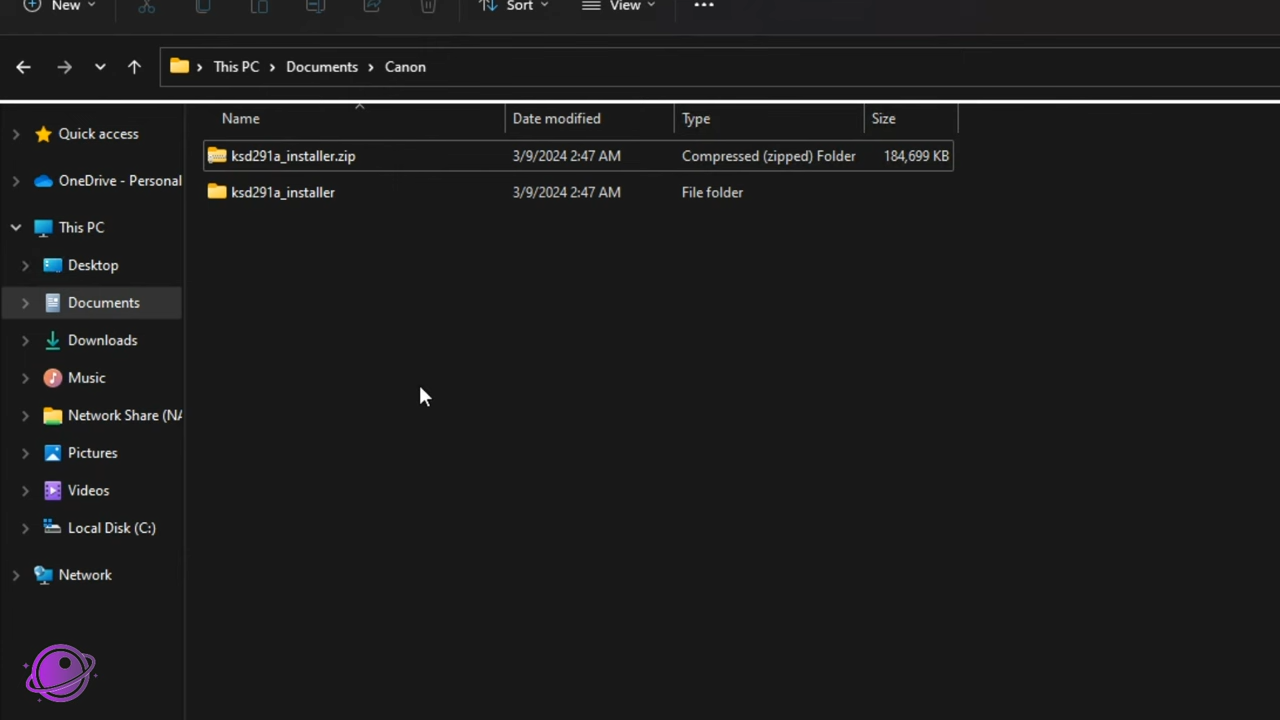 New Sort View
This PC Documents Canon
Name Date modified Type Size
ksd291a_installer.zip 3/9/2024 2:47 AM Compressed (zipped) Folder 184,699 KB
ksd291a_installer 3/9/2024 2:47 AM File folder
Quick access
OneDrive - Personal
This PC
Desktop
Documents
Downloads
Music
Network Share (NA
Pictures
Videos
Local Disk (C:)
Network